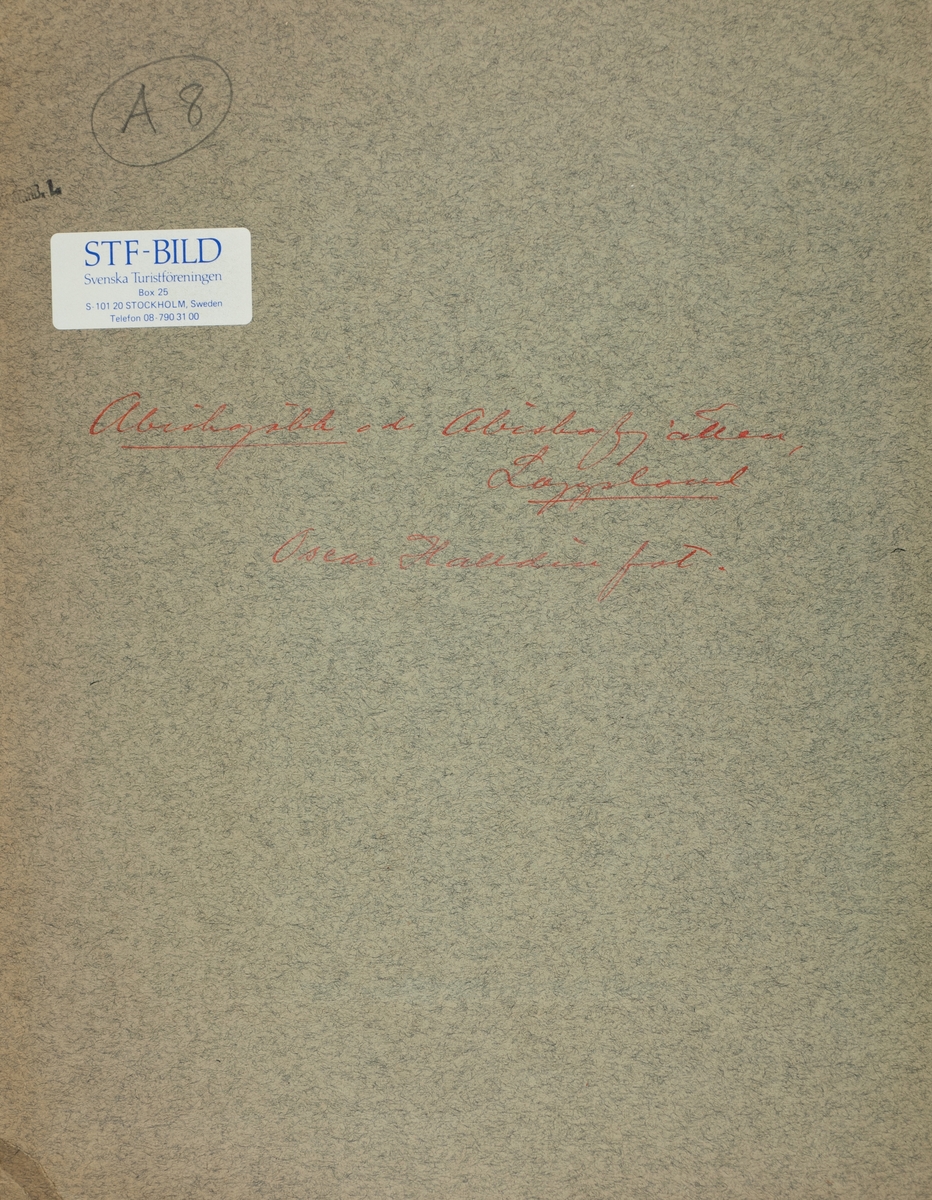 A 8
STF-BILD
Svenska Turistföreningen
Box 25
S-101 20 STOCKHOLM, Sweden
Telefon 08-790 31 00
Abiskojåkk Abiskofjällen,
Lappland
Oscar Halldin fot.